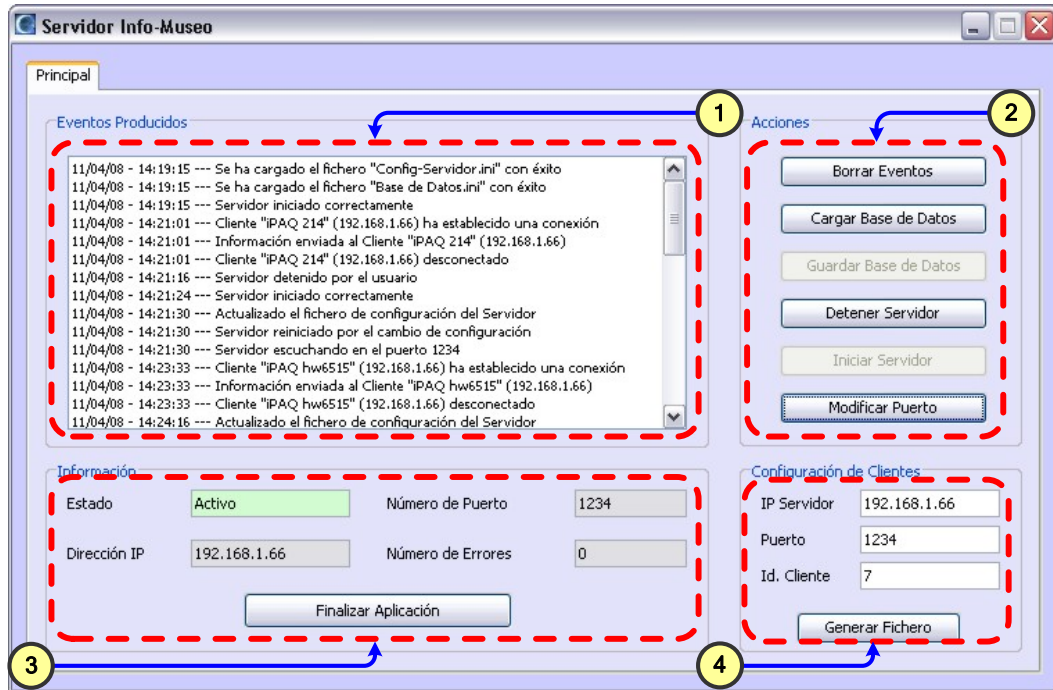 Servidor Info-Museo
Principal
1
2
Eventos Producidos
11/04/08 - 14:19:15 --- Se ha cargado el fichero "Config-Servidor.ini" con éxito
11/04/08 - 14:19:15 --- Se ha cargado el fichero "Base de Datos.ini" con éxito
11/04/08 - 14:19:15 --- Servidor iniciado correctamente
11/04/08 - 14:21:01 --- Cliente "iPAQ 214" (192.168.1.66) ha establecido una conexión
11/04/08 - 14:21:01 --- Información enviada al Cliente "iPAQ 214" (192.168.1.66)
11/04/08 - 14:21:01 --- Cliente "iPAQ 214" (192.168.1.66) desconectado
11/04/08 - 14:21:16 --- Servidor detenido por el usuario
11/04/08 - 14:21:24 --- Servidor iniciado correctamente
11/04/08 - 14:21:30 --- Actualizado el fichero de configuración del Servidor
11/04/08 - 14:21:30 --- Servidor reiniciado por el cambio de configuración
11/04/08 - 14:21:30 --- Servidor escuchando en el puerto 1234
11/04/08 - 14:23:33 --- Cliente "iPAQ hw6515" (192.168.1.66) ha establecido una conexión
11/04/08 - 14:23:33 --- Información enviada al Cliente "iPAQ hw6515" (192.168.1.66)
11/04/08 - 14:23:33 --- Cliente "iPAQ hw6515" (192.168.1.66) desconectado
11/04/08 - 14:24:16 --- Actualizado el fichero de configuración del Servidor
Acciones
Borrar Eventos
Cargar Base de Datos
Guardar Base de Datos
Detener Servidor
Iniciar Servidor
Modificar Puerto
Información
Estado Activo Número de Puerto 1234
Dirección IP 192.168.1.66 Número de Errores 0
Finalizar Aplicación
Configuración de Clientes
IP Servidor 192.168.1.66
Puerto 1234
Id. Cliente 7
Generar Fichero
3
4